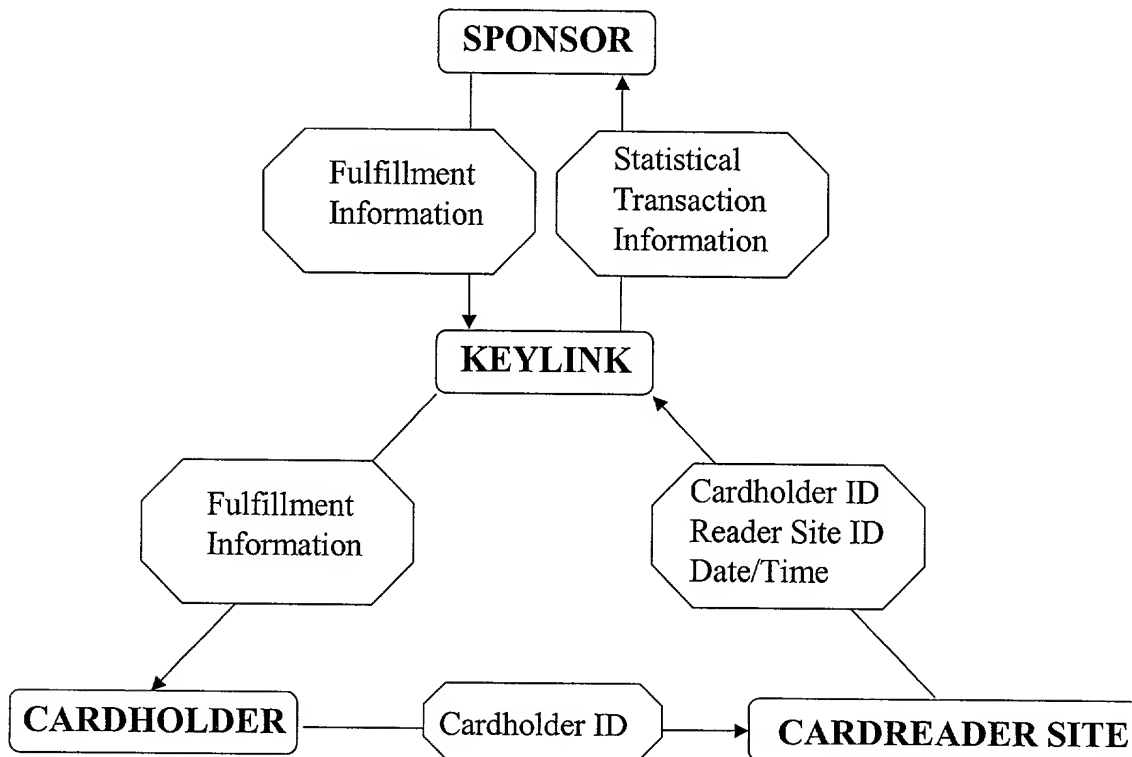 SPONSOR
Fulfillment
Information
Statistical
Transaction
Information
KEYLINK
Fulfillment
Information
Cardholder ID
Reader Site ID
Date/Time
CARDHOLDER
Cardholder ID
CARDREADER SITE